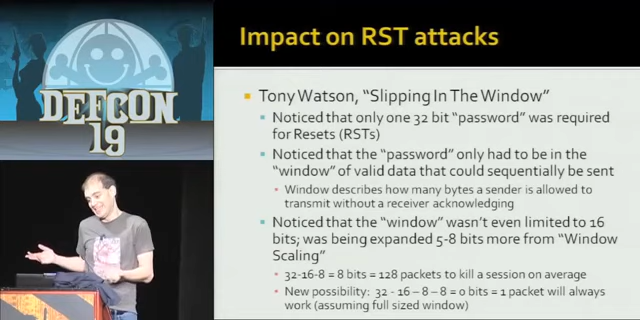 DEFCON
19
Impact on RST attacks
Tony Watson, “Slipping In The Window”
Noticed that only one 32 bit “password” was required
for Resets (RSTs)
Noticed that the “password” only had to be in the
“window” of valid data that could sequentially be sent
Window describes how many bytes a sender is allowed to
transmit without a receiver acknowledging
Noticed that the “window” wasn’t even limited to 16
bits; was being expanded 5-8 bits more from “Window
Scaling”
32-16-8 = 8 bits = 128 packets to kill a session on average
New possibility: 32 - 16 – 8 – 8 = 0 bits = 1 packet will always
work (assuming full sized window)